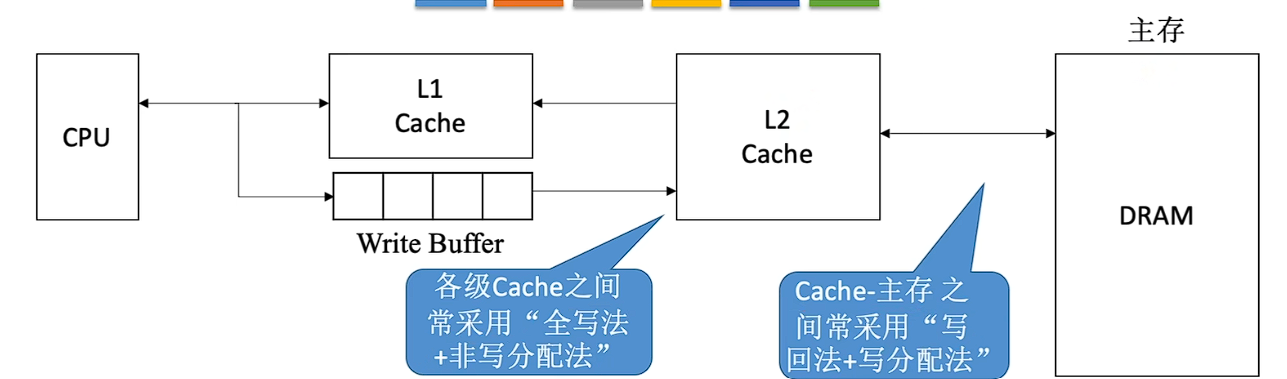 主存
CPU
L1
Cache
Write Buffer
L2
Cache
DRAM
各级Cache之间
常采用“全写法
+非写分配法”
Cache-主存 之
间常采用“写
回法+写分配法”